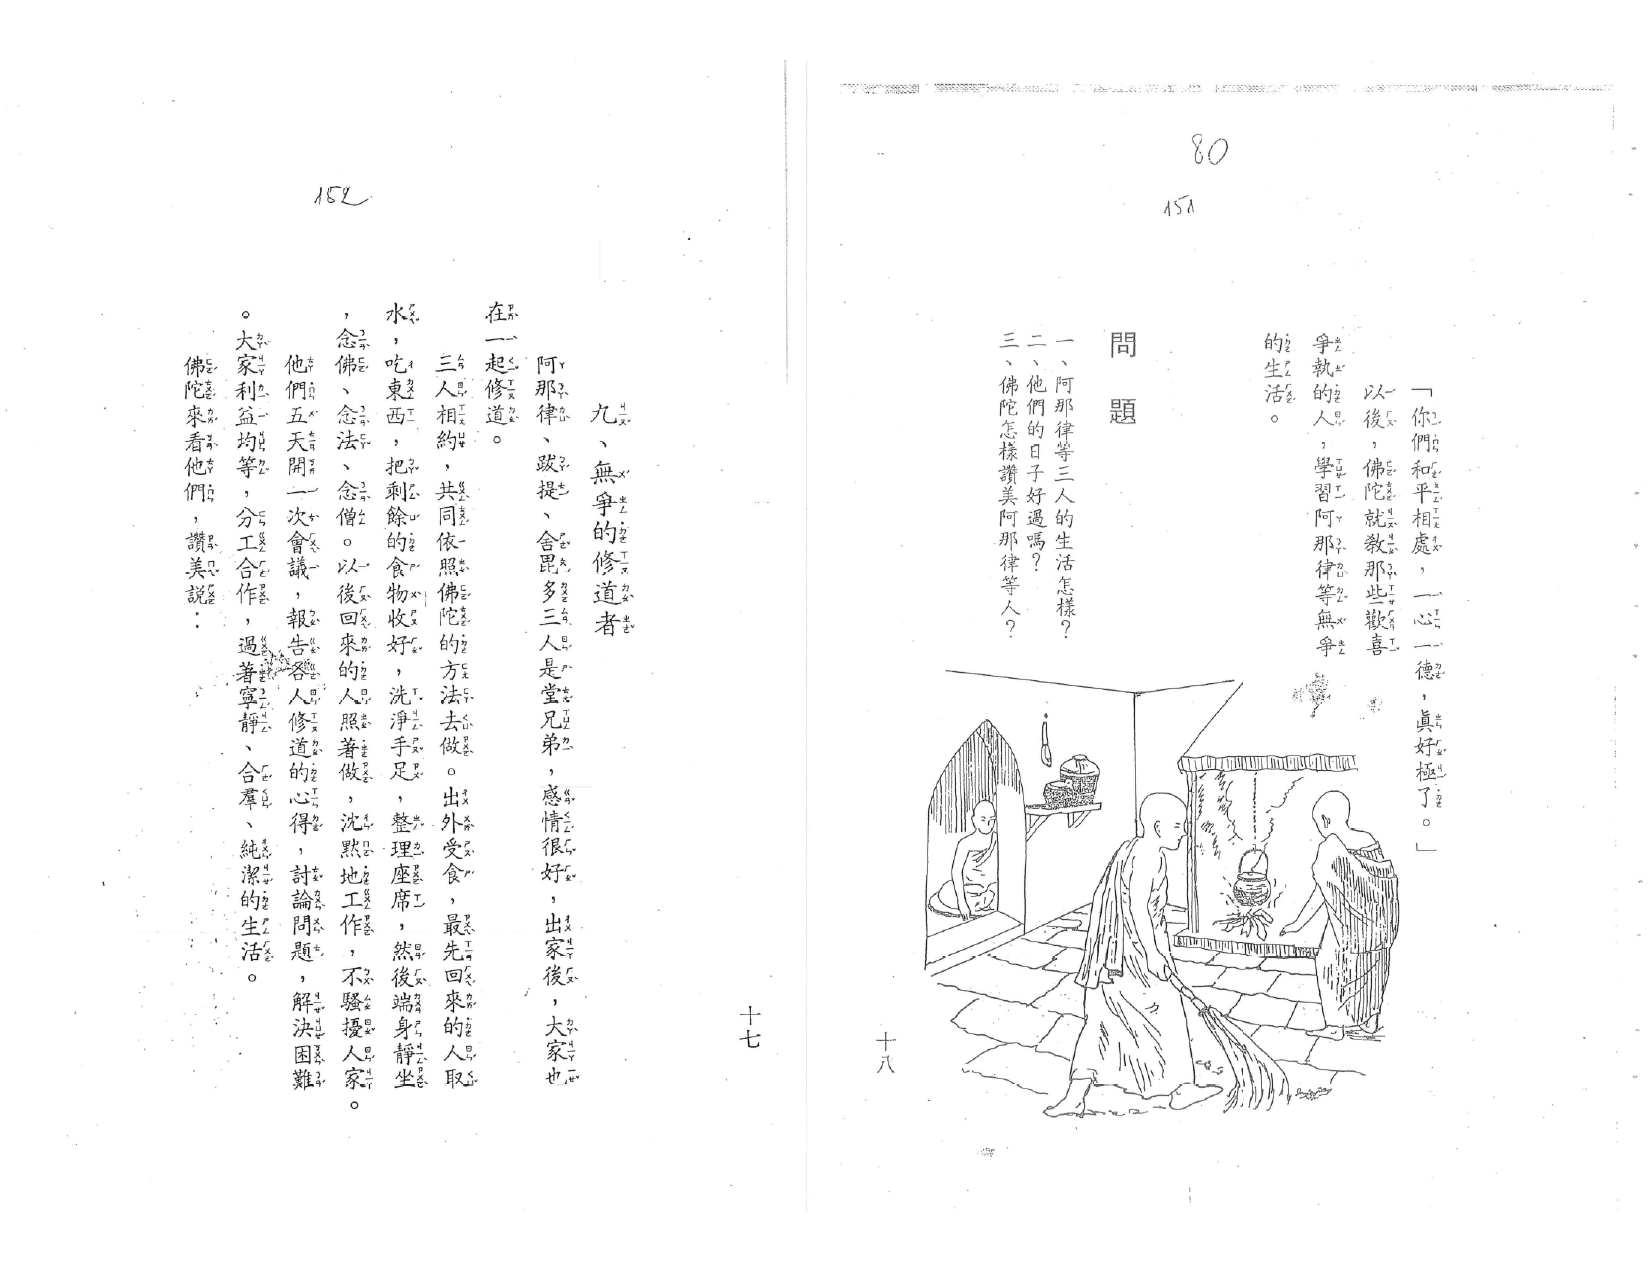 152
九、無爭的修道者
阿那律、跋提、舍毘多三人是堂兄弟,感情很好,出家後,大家也
在一起修道。
三人相約,共同依照佛陀的方法去做。出外受食,最先回來的人取
水,吃東西,把剩餘的食物收好,洗淨手足,整理座席,然後端身靜坐
,念佛、念法、念僧。以後回來的人照著做,沈默地工作,不騷擾人家。
他們五天開一次會議,報告各人修道的心得,討論問題,解決困難
。大家利益均等,分工合作,過著寧靜、合羣、純潔的生活。
佛陀來看他們,讚美說:
十七
80
151
「你們和平相處,一心一德,真好極了。」
以後,佛陀就教那些歡喜
爭執的人,學習阿那律等無爭
的生活。
問題
一、阿那律等三人的生活怎樣?
二、他們的日子好過嗎?
三、佛陀怎樣讚美阿那律等人?
十八